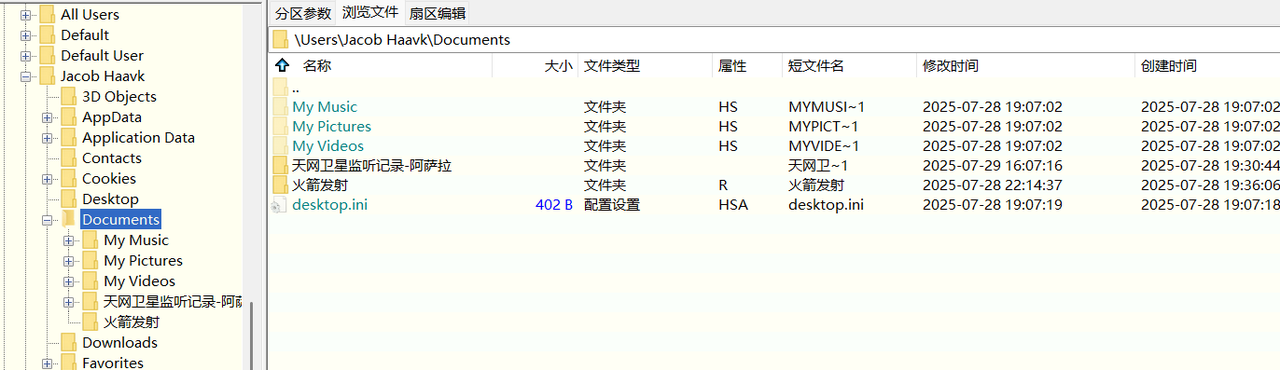 All Users
Default
Default User
Jacob Haavk
3D Objects
AppData
Application Data
Contacts
Cookies
Desktop
Documents
My Music
My Pictures
My Videos
天网卫星监听记录-阿萨
火箭发射
Downloads
Favorites
分区参数 浏览文件 扇区编辑
\Users\Jacob Haavk\Documents
名称 大小 文件类型 属性 短文件名 修改时间 创建时间
..
My Music 文件夹 HS MYMUSI~1 2025-07-28 19:07:02 2025-07-28 19:07:02
My Pictures 文件夹 HS MYPICT~1 2025-07-28 19:07:02 2025-07-28 19:07:02
My Videos 文件夹 HS MYVIDE~1 2025-07-28 19:07:02 2025-07-28 19:07:02
天网卫星监听记录-阿萨拉 文件夹 天网卫~1 2025-07-29 16:07:16 2025-07-28 19:30:44
火箭发射 文件夹 R 火箭发射 2025-07-28 22:14:37 2025-07-28 19:36:06
desktop.ini 402 B 配置设置 HSA desktop.ini 2025-07-28 19:07:19 2025-07-28 19:07:18